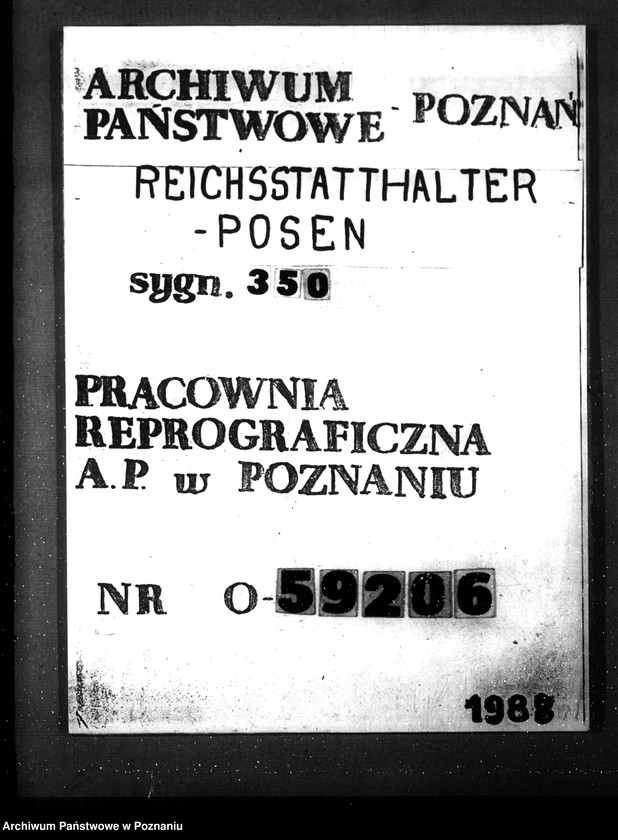 ARCHIWUM
PAŃSTWOWE - POZNAŃ
REICHSSTATTHALTER
-POSEN
sygn. 350
PRACOWNIA
REPROGRAFICZNA
A.P. w POZNANIU
NR O-59206
1988
Archiwum Państwowe w Poznaniu